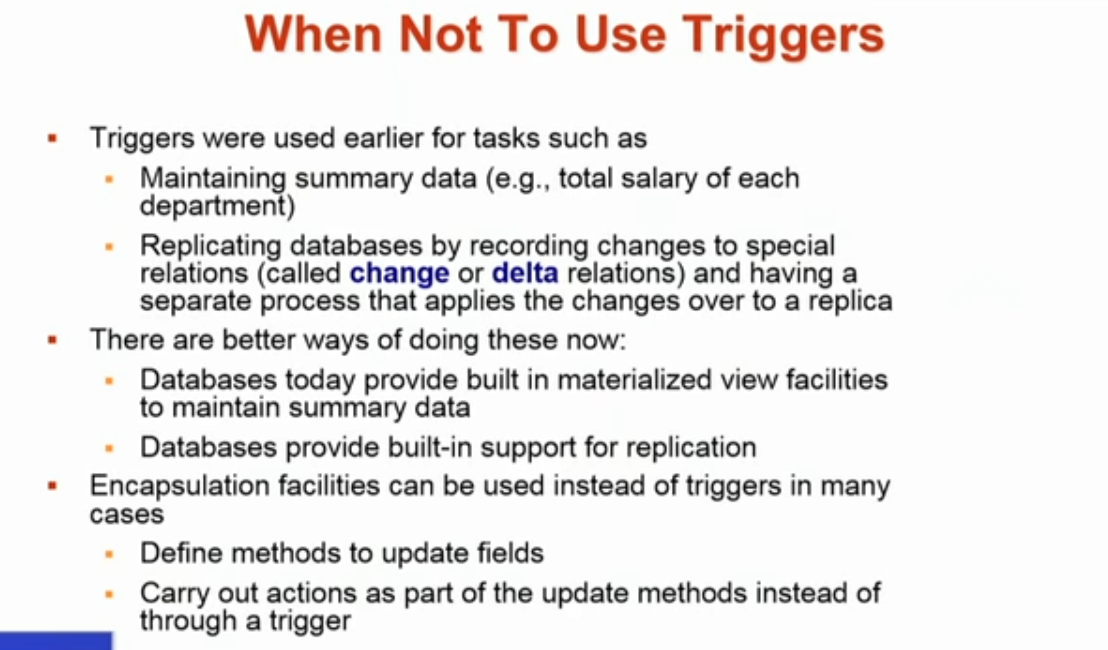 When Not To Use Triggers
Triggers were used earlier for tasks such as
Maintaining summary data (e.g., total salary of each
department)
Replicating databases by recording changes to special
relations (called change or delta relations) and having a
separate process that applies the changes over to a replica
There are better ways of doing these now:
Databases today provide built in materialized view facilities
to maintain summary data
Databases provide built-in support for replication
Encapsulation facilities can be used instead of triggers in many
cases
Define methods to update fields
Carry out actions as part of the update methods instead of
through a trigger